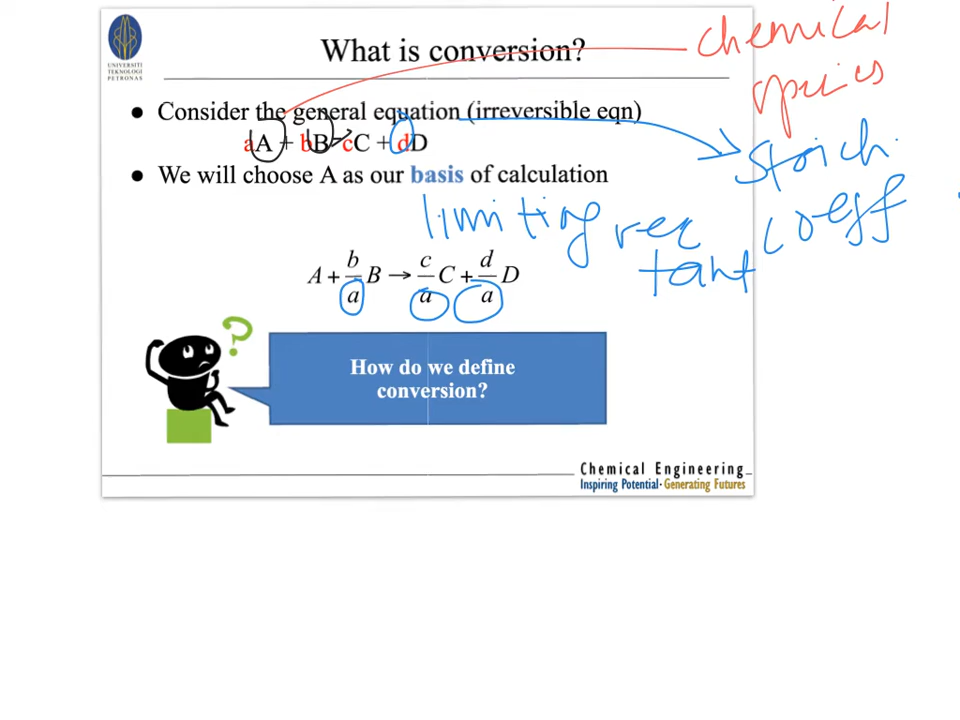 UNIVERSITI
TEKNOLOGI
PETRONAS
What is conversion?
chemical
species
● Consider the general equation (irreversible eqn)
aA + bB→cC + dD
stoich.
coeff
● We will choose A as our basis of calculation
limiting reac
tant
A + b/a B → c/a C + d/a D
?
How do we define
conversion?
Chemical Engineering
Inspiring Potential · Generating Futures